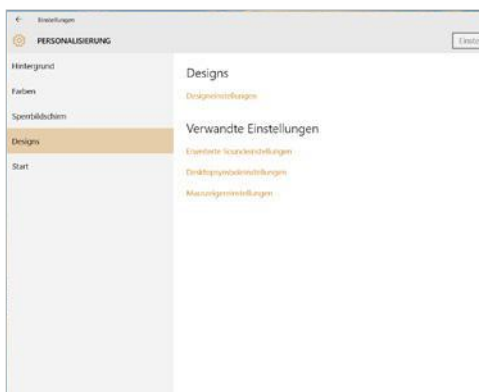 Einstellungen
PERSONALISIERUNG
Hintergrund
Farben
Sperrbildschirm
Designs
Start
Designs
Designeinstellungen
Verwandte Einstellungen
Erweiterte Soundeinstellungen
Desktopsymboleinstellungen
Mauszeigereinstellungen